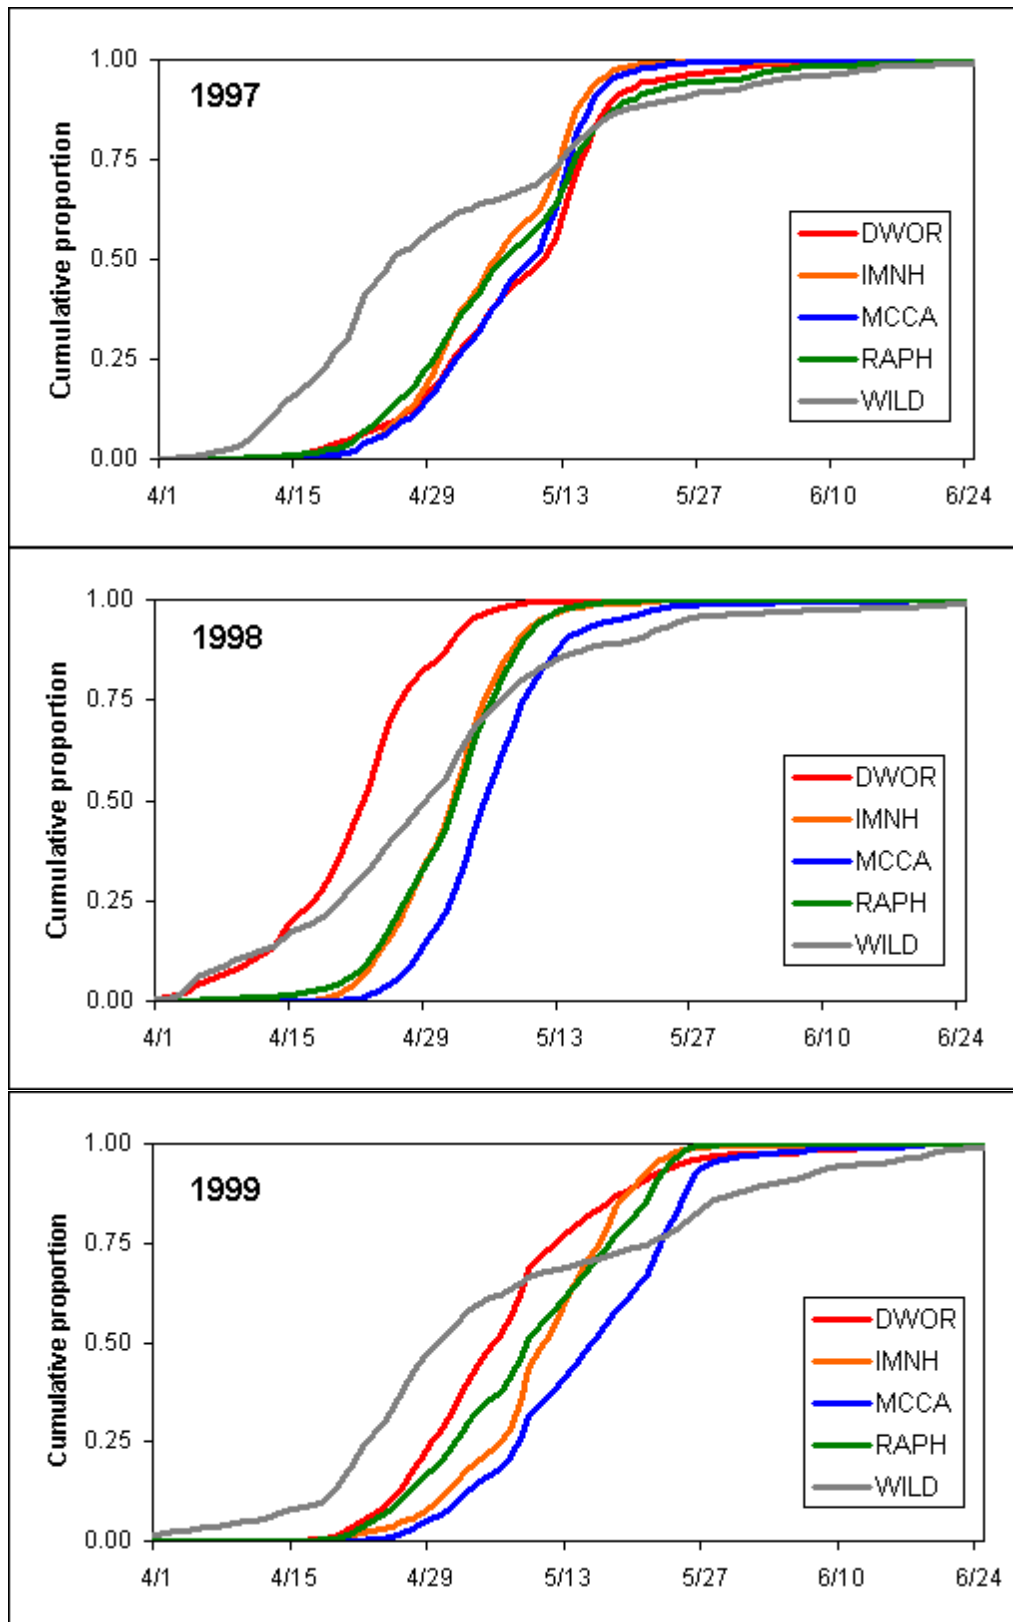 1997
Cumulative proportion
1.00
0.75
0.50
0.25
0.00
DWOR
IMNH
MCCA
RAPH
WILD
4/1 4/15 4/29 5/13 5/27 6/10 6/24
1998
Cumulative proportion
1.00
0.75
0.50
0.25
0.00
DWOR
IMNH
MCCA
RAPH
WILD
4/1 4/15 4/29 5/13 5/27 6/10 6/24
1999
Cumulative proportion
1.00
0.75
0.50
0.25
0.00
DWOR
IMNH
MCCA
RAPH
WILD
4/1 4/15 4/29 5/13 5/27 6/10 6/24